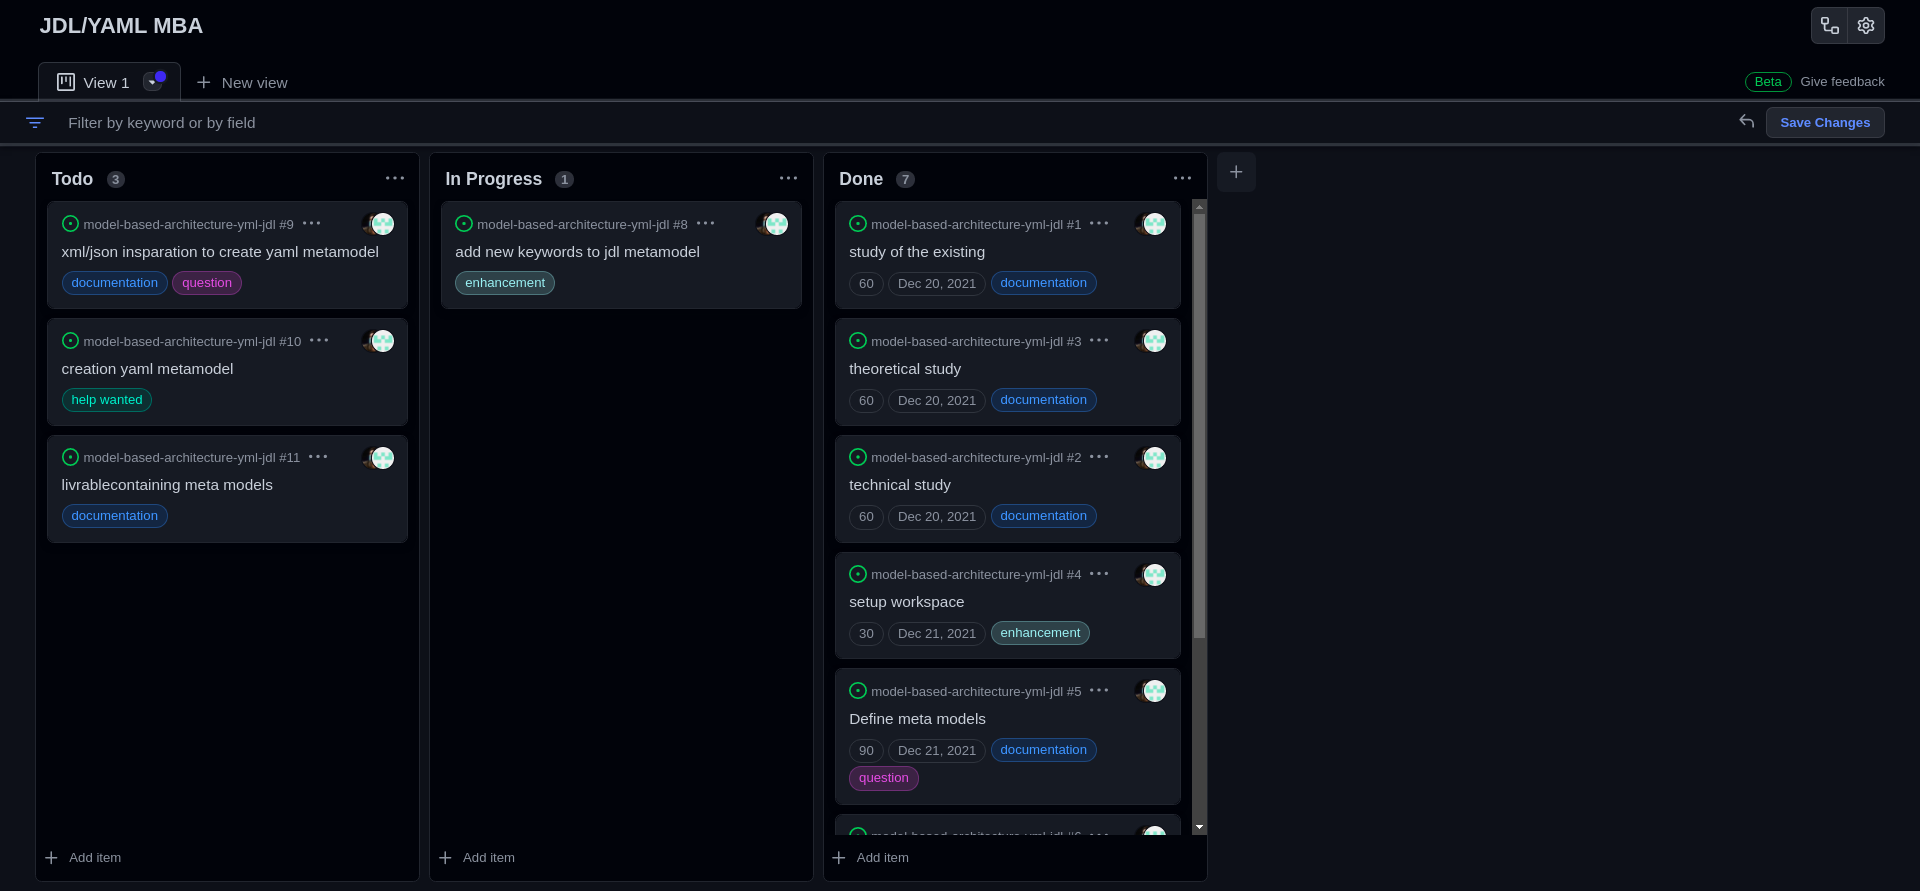 JDL/YAML MBA
View 1
New view
Beta Give feedback
Filter by keyword or by field
Save Changes
Todo 3
model-based-architecture-yml-jdl #9
xml/json insparation to create yaml metamodel
documentation question
model-based-architecture-yml-jdl #10
creation yaml metamodel
help wanted
model-based-architecture-yml-jdl #11
livrablecontaining meta models
documentation
Add item
In Progress 1
model-based-architecture-yml-jdl #8
add new keywords to jdl metamodel
enhancement
Add item
Done 7
model-based-architecture-yml-jdl #1
study of the existing
60 Dec 20, 2021 documentation
model-based-architecture-yml-jdl #3
theoretical study
60 Dec 20, 2021 documentation
model-based-architecture-yml-jdl #2
technical study
60 Dec 20, 2021 documentation
model-based-architecture-yml-jdl #4
setup workspace
30 Dec 21, 2021 enhancement
model-based-architecture-yml-jdl #5
Define meta models
90 Dec 21, 2021 documentation
question
model-based-architecture-yml-jdl #6
Add item